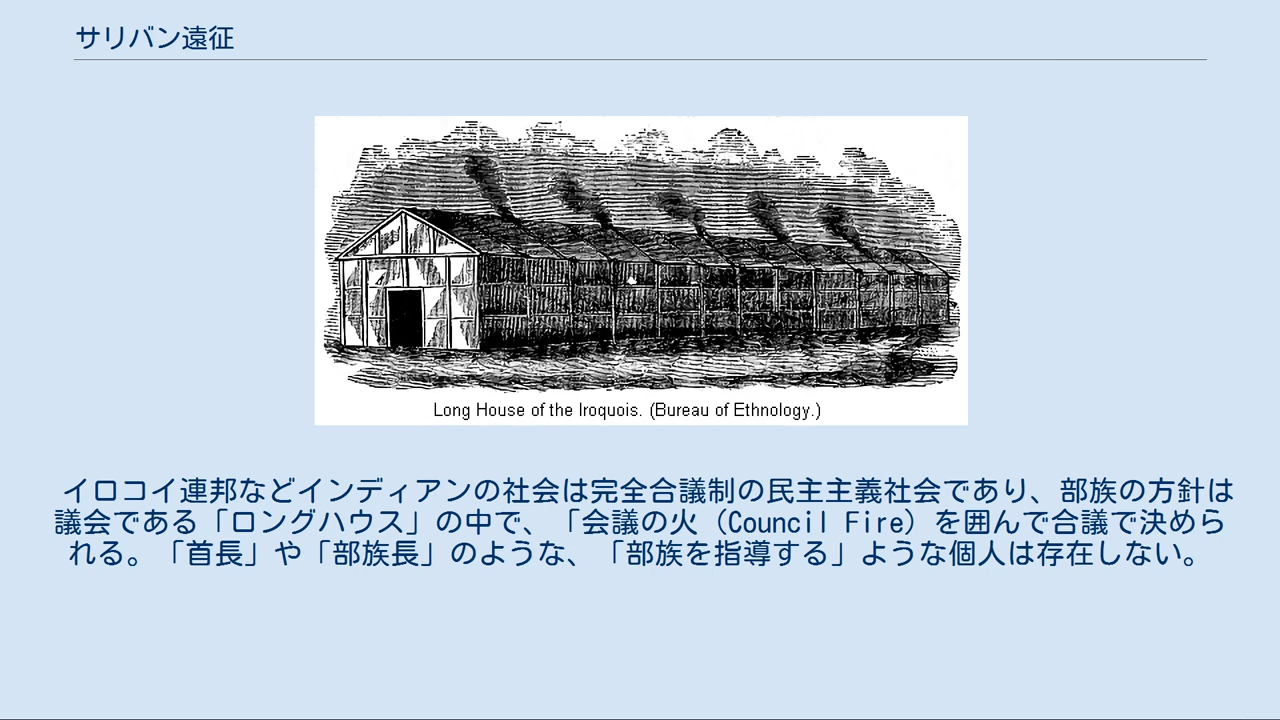 サリバン遠征
Long House of the Iroquois. (Bureau of Ethnology.)
イロコイ連邦などインディアンの社会は完全合議制の民主主義社会であり、部族の方針は
議会である「ロングハウス」の中で、「会議の火（Council Fire）を囲んで合議で決めら
れる。「首長」や「部族長」のような、「部族を指導する」ような個人は存在しない。